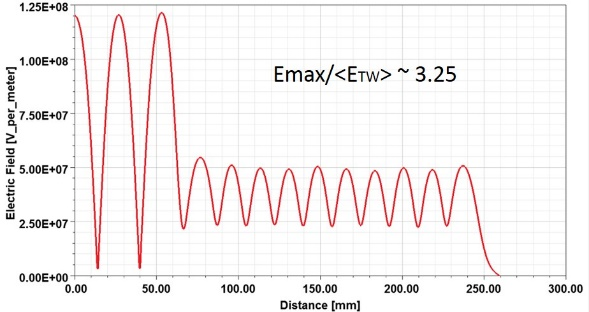 1.25E+08
1.00E+08
7.50E+07
5.00E+07
2.50E+07
0.00E+00
Electric Field [V_per_meter]
Emax/<ETW> ~ 3.25
0.00 50.00 100.00 150.00 200.00 250.00 300.00
Distance [mm]